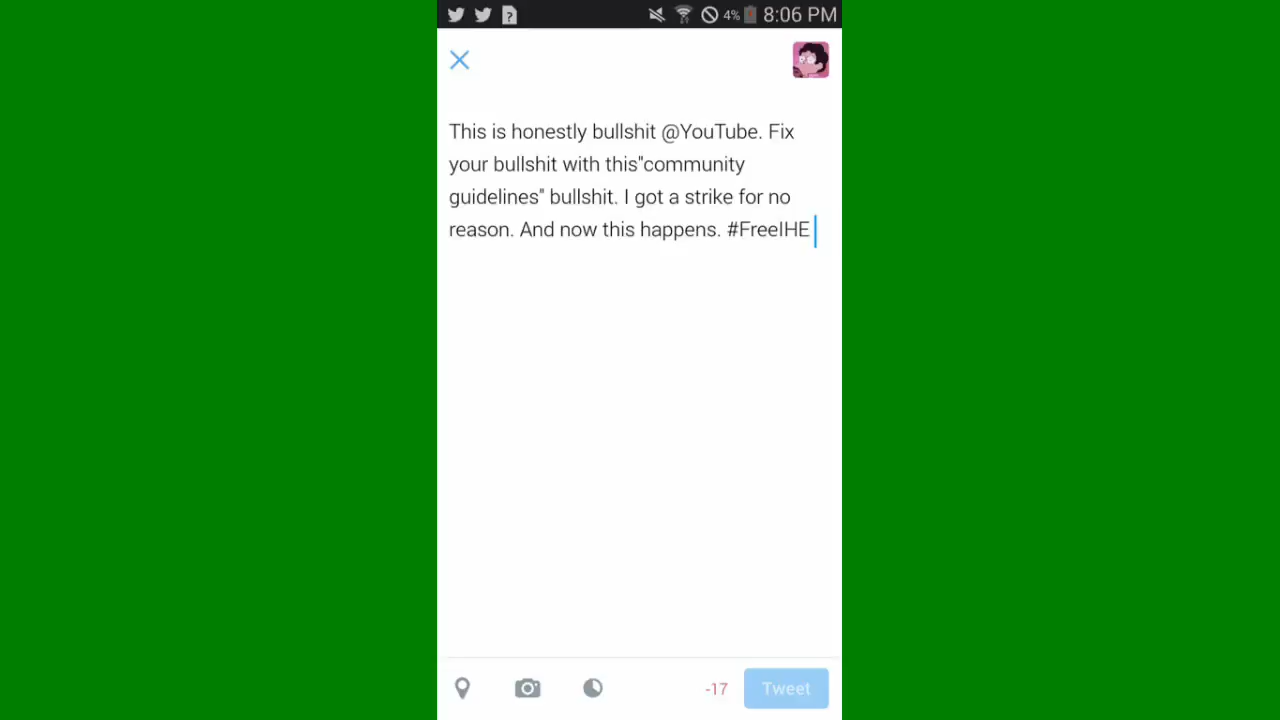 4% 8:06 PM
This is honestly bullshit @YouTube. Fix
your bullshit with this"community
guidelines" bullshit. I got a strike for no
reason. And now this happens. #FreeIHE
-17 Tweet